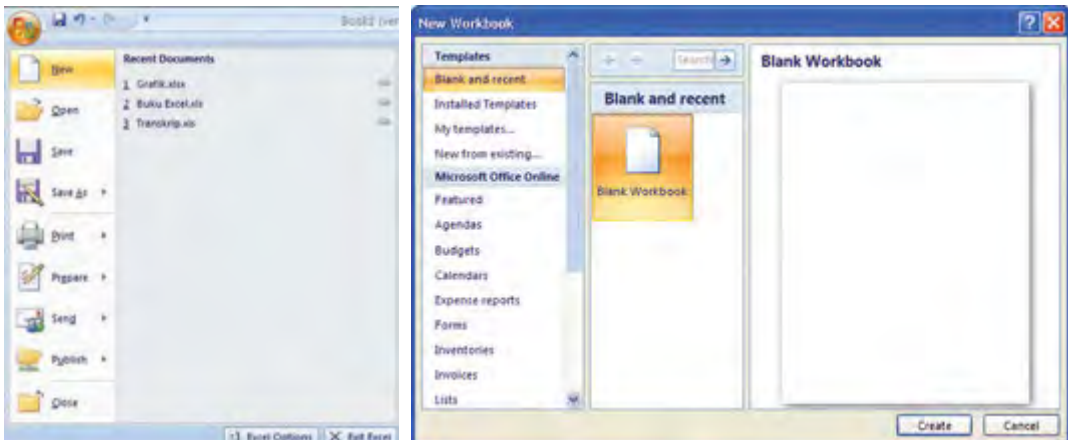 Book2 (ver
New
Open
Save
Save As
Print
Prepare
Send
Publish
Close
Recent Documents
1 Grafik.xlsx
2 Buku Excel.xls
3 Transkrip.xls
Excel Options
Exit Excel
New Workbook
Templates
Blank and recent
Installed Templates
My templates...
New from existing...
Microsoft Office Online
Featured
Agendas
Budgets
Calendars
Expense reports
Forms
Inventories
Invoices
Lists
Search
Blank and recent
Blank Workbook
Blank Workbook
Create
Cancel